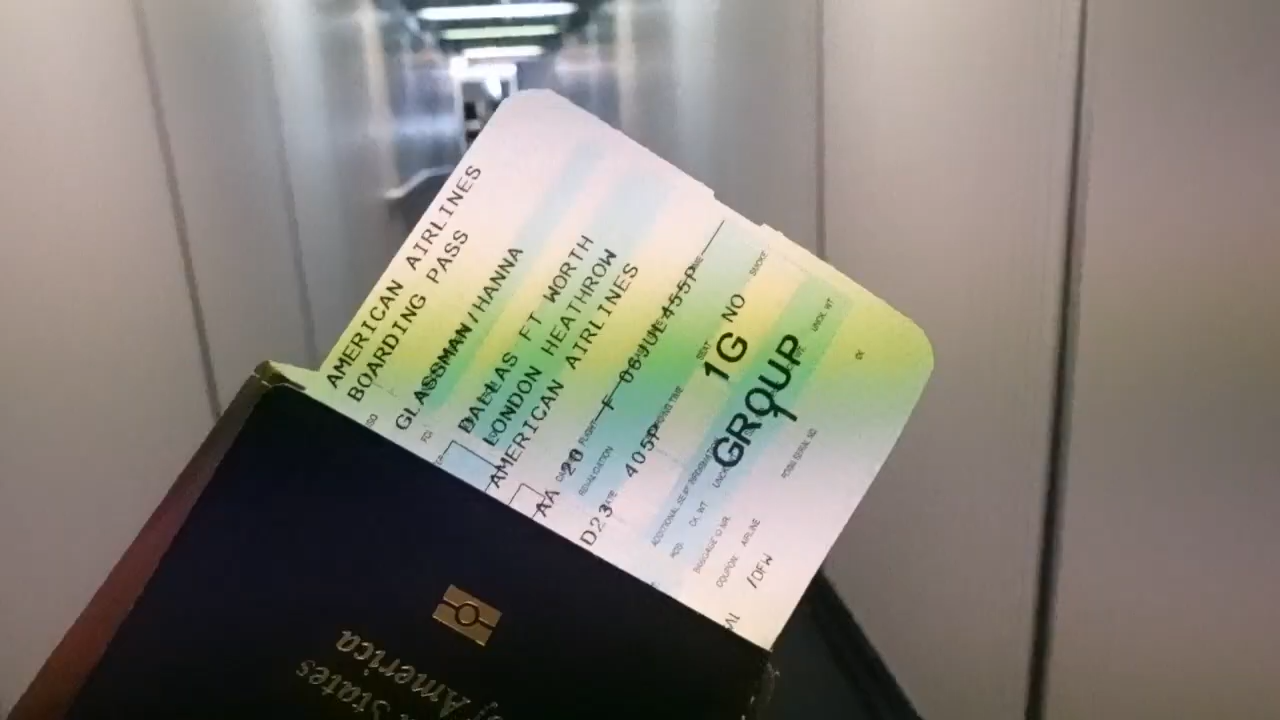 AMERICAN AIRLINES
BOARDING PASS
GLASSMAN/HANNA
DALLAS FT WORTH
LONDON HEATHROW
AMERICAN AIRLINES
AA 20 F 06JUL 455P
D23 405P 1G NO
GROUP 1
/DFW
States
of America